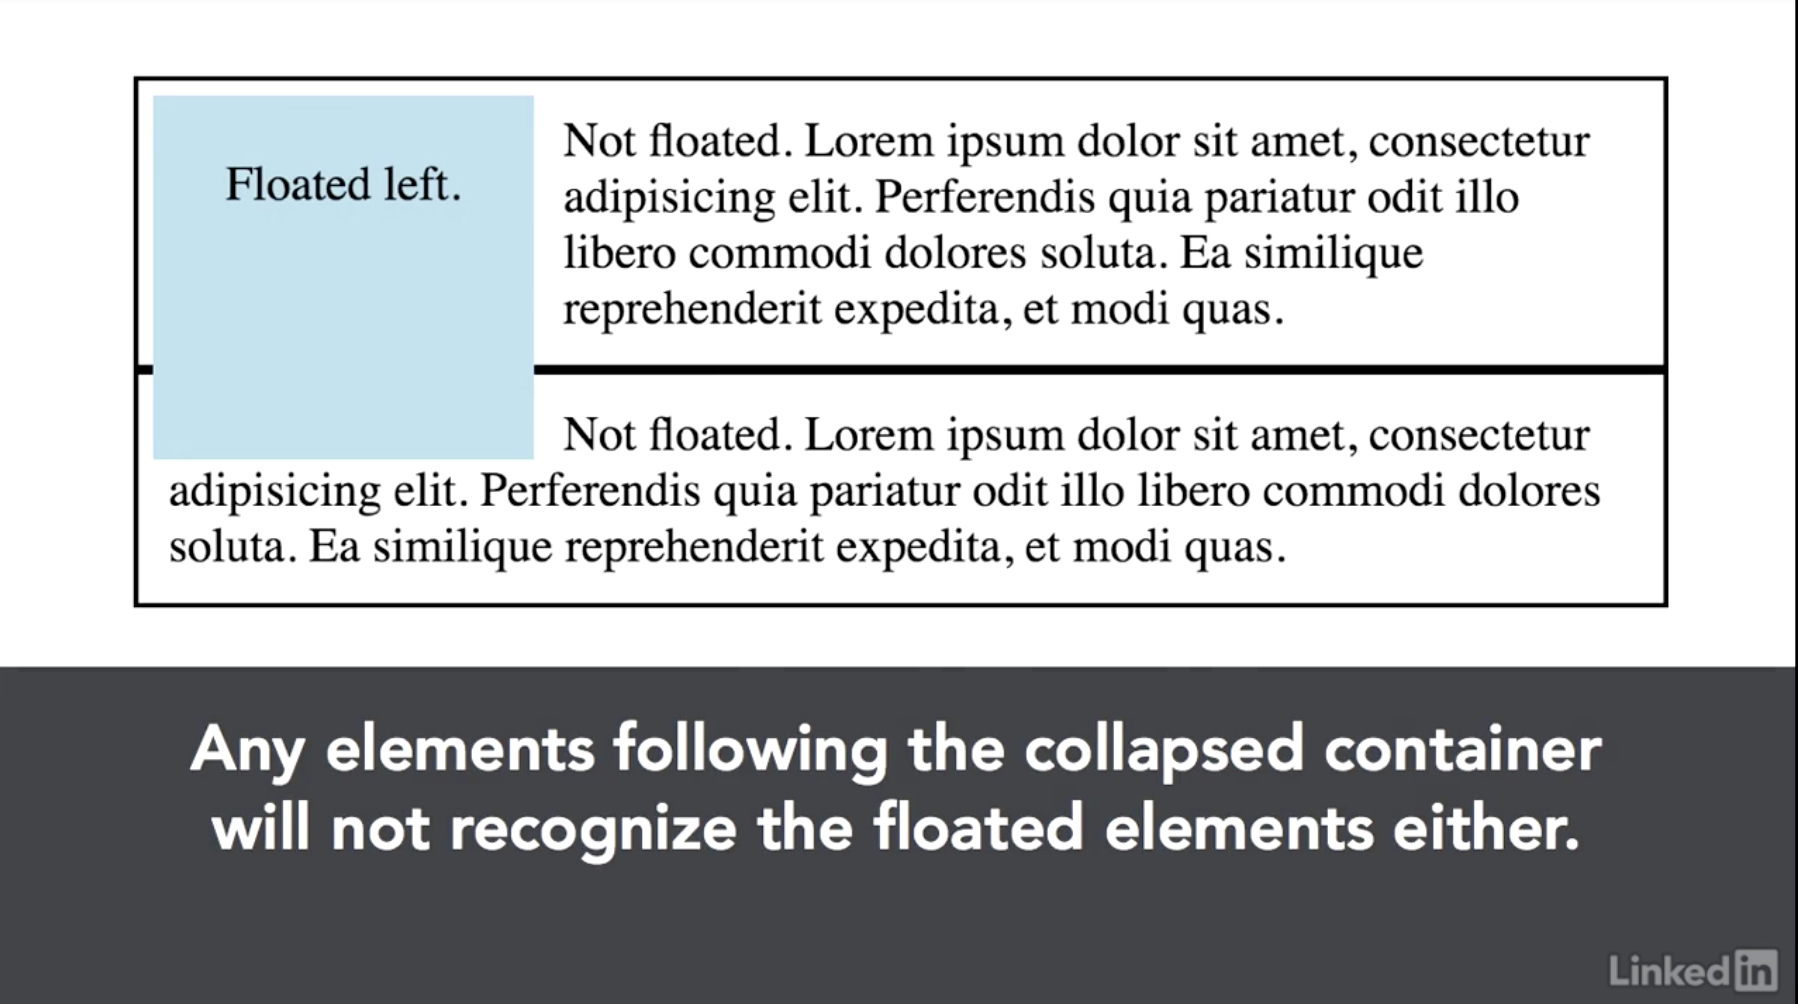 Floated left.
Not floated. Lorem ipsum dolor sit amet, consectetur
adipisicing elit. Perferendis quia pariatur odit illo
libero commodi dolores soluta. Ea similique
reprehenderit expedita, et modi quas.
Not floated. Lorem ipsum dolor sit amet, consectetur
adipisicing elit. Perferendis quia pariatur odit illo libero commodi dolores
soluta. Ea similique reprehenderit expedita, et modi quas.
Any elements following the collapsed container
will not recognize the floated elements either.
Linked in